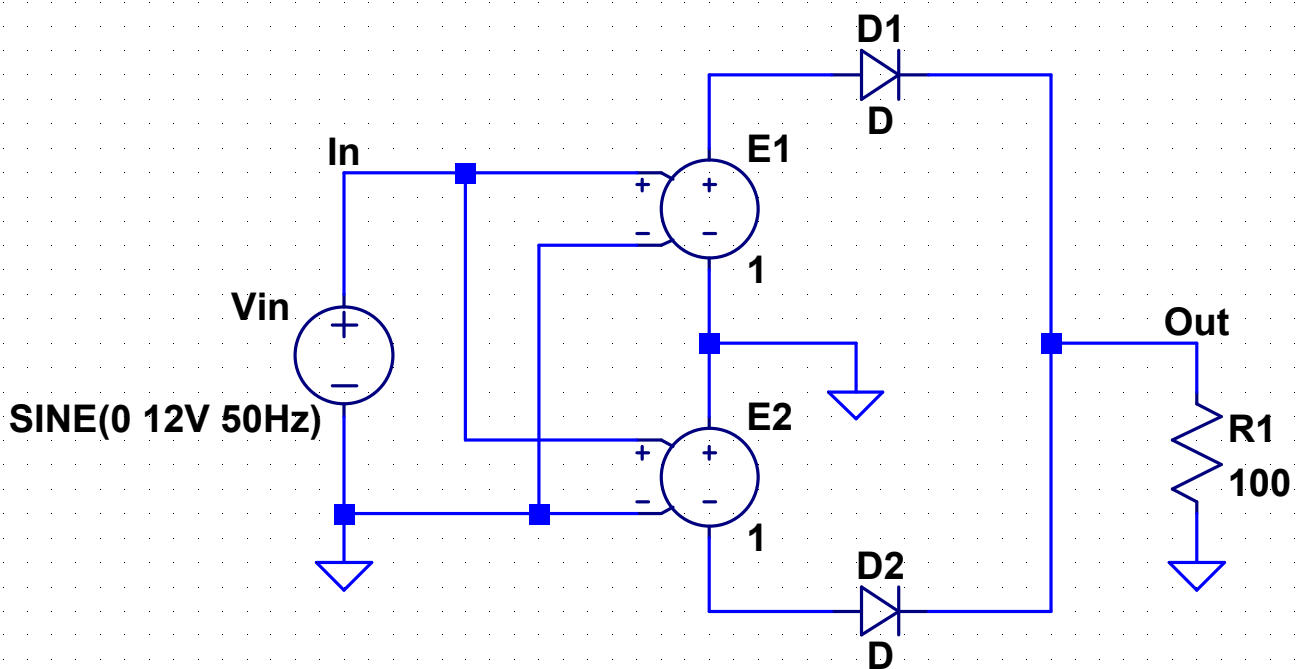 D1
D
In
E1
1
Vin
SINE(0 12V 50Hz)
Out
E2
1
R1
100
D2
D